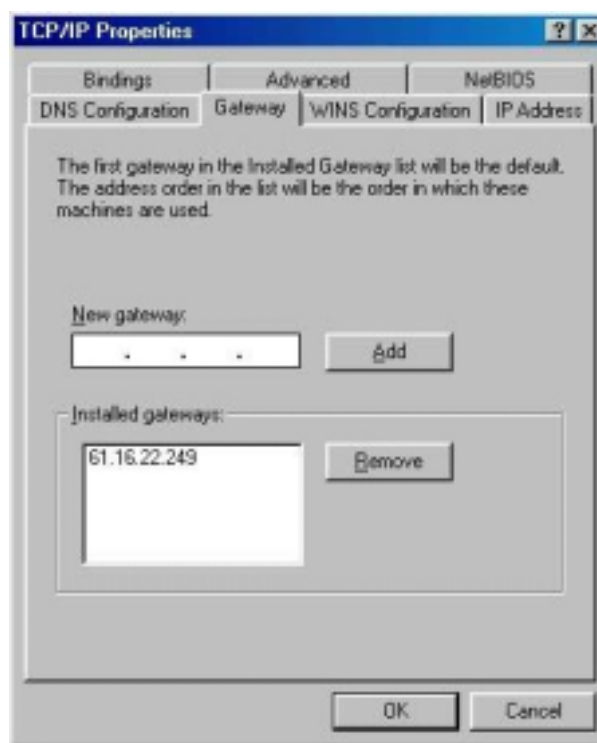 TCP/IP Properties
? ×
Bindings Advanced NetBIOS
DNS Configuration Gateway WINS Configuration IP Address
The first gateway in the Installed Gateway list will be the default.
The address order in the list will be the order in which these
machines are used.
New gateway:
. . .
Add
Installed gateways:
61.16.22.249
Remove
OK Cancel